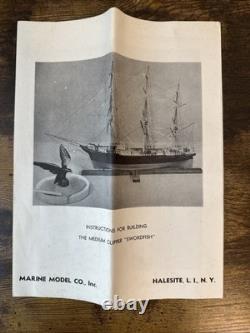 INSTRUCTIONS FOR BUILDING
THE MEDIUM CLIPPER "SWORDFISH"
MARINE MODEL CO., Inc.
HALESITE, L. I., N. Y.